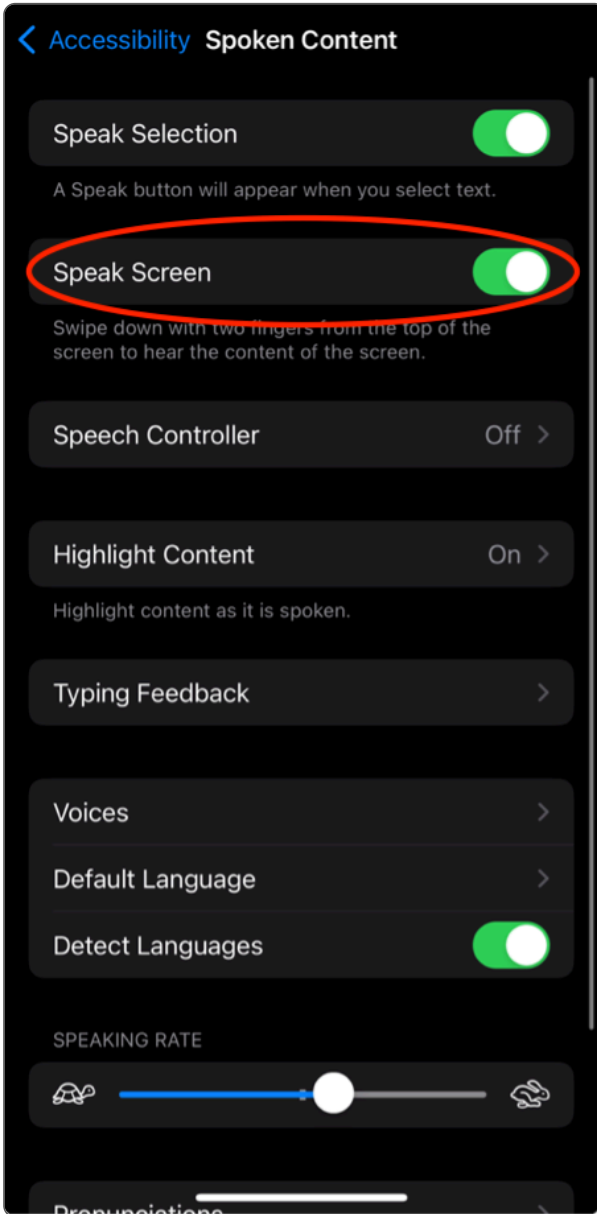 Accessibility Spoken Content
Speak Selection
A Speak button will appear when you select text.
Speak Screen
Swipe down with two fingers from the top of the
screen to hear the content of the screen.
Speech Controller Off
Highlight Content On
Highlight content as it is spoken.
Typing Feedback
Voices
Default Language
Detect Languages
SPEAKING RATE
Pronunciations